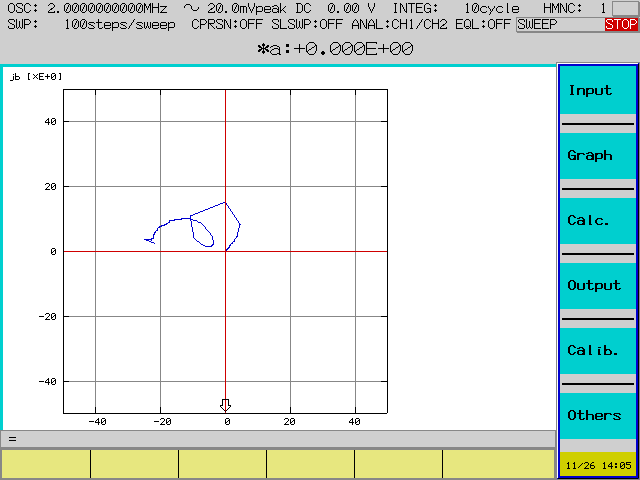 OSC: 2.0000000000MHz ∿ 20.0mVpeak DC 0.00 V INTEG: 10cycle HMNC: 1
SWP: 100steps/sweep CPRSN:OFF SLSWP:OFF ANAL:CH1/CH2 EQL:OFF SWEEP STOP
*a:+0.000E+00
jb [×E+0]
40
20
0
-20
-40
-40 -20 0 20 40
=
Input
Graph
Calc.
Output
Calib.
Others
11/26 14:05